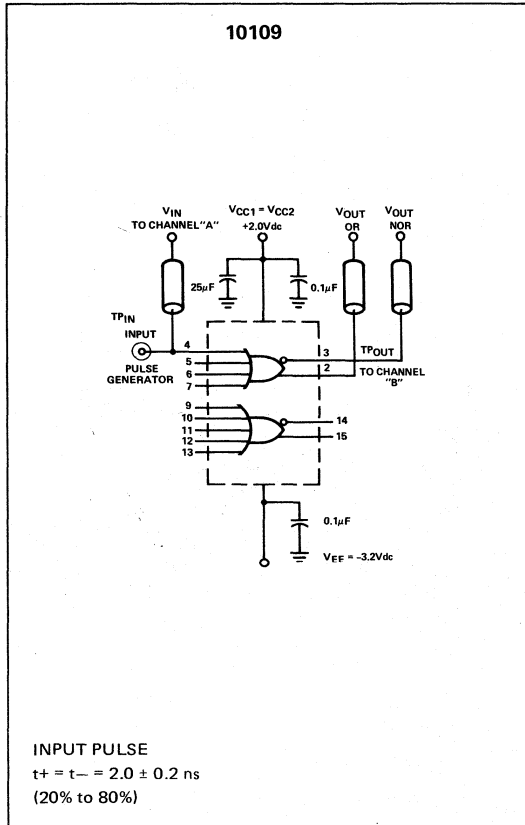 10109
VIN
TO CHANNEL"A"
VCC1 = VCC2
+2.0Vdc
VOUT
OR
VOUT
NOR
25μF
0.1μF
TPIN
INPUT
PULSE
GENERATOR
4
5
6
7
3
2
TPOUT
TO CHANNEL
"B"
9
10
11
12
13
14
15
0.1μF
VEE = –3.2Vdc
INPUT PULSE
t+ = t– = 2.0 ± 0.2 ns
(20% to 80%)